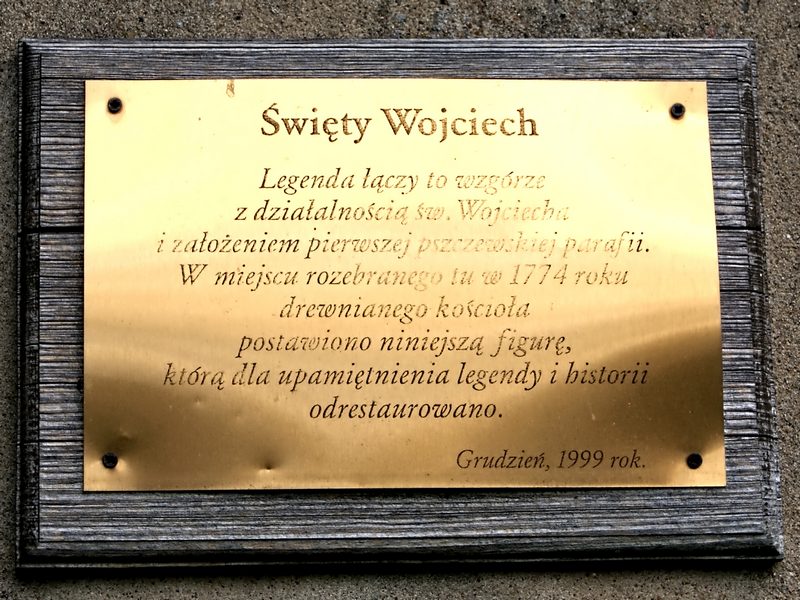 Święty Wojciech
Legenda łączy to wzgórze
z działalnością św. Wojciecha
i założeniem pierwszej pszczewskiej parafii.
W miejscu rozebranego tu w 1774 roku
drewnianego kościoła
postawiono niniejszą figurę,
którą dla upamiętnienia legendy i historii
odrestaurowano.
Grudzień, 1999 rok.